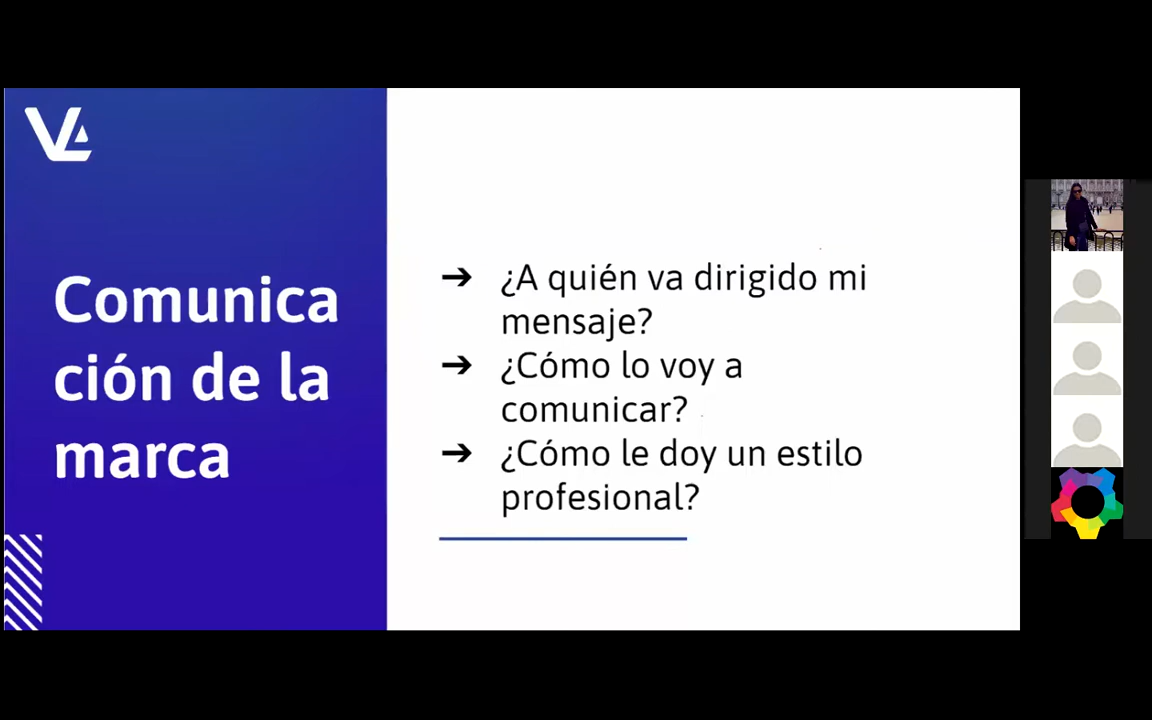 Comunica
ción de la
marca
➔ ¿A quién va dirigido mi
mensaje?
➔ ¿Cómo lo voy a
comunicar?
➔ ¿Cómo le doy un estilo
profesional?